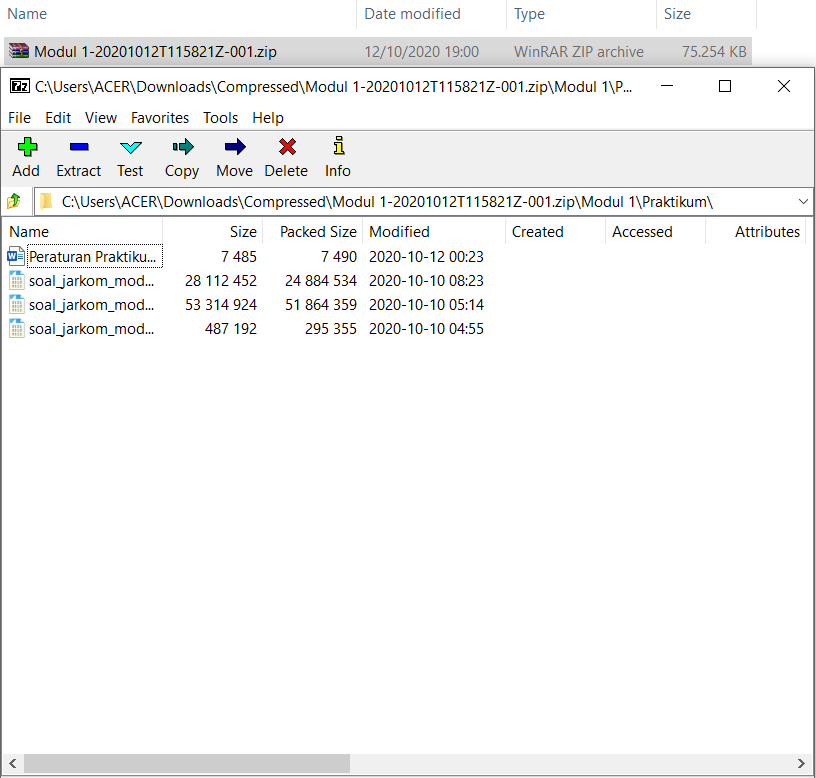 Name Date modified Type Size
Modul 1-20201012T115821Z-001.zip 12/10/2020 19:00 WinRAR ZIP archive 75.254 KB
7z C:\Users\ACER\Downloads\Compressed\Modul 1-20201012T115821Z-001.zip\Modul 1\P...
File Edit View Favorites Tools Help
Add Extract Test Copy Move Delete Info
C:\Users\ACER\Downloads\Compressed\Modul 1-20201012T115821Z-001.zip\Modul 1\Praktikum\
Name Size Packed Size Modified Created Accessed Attributes
Peraturan Praktiku... 7 485 7 490 2020-10-12 00:23
soal_jarkom_mod... 28 112 452 24 884 534 2020-10-10 08:23
soal_jarkom_mod... 53 314 924 51 864 359 2020-10-10 05:14
soal_jarkom_mod... 487 192 295 355 2020-10-10 04:55